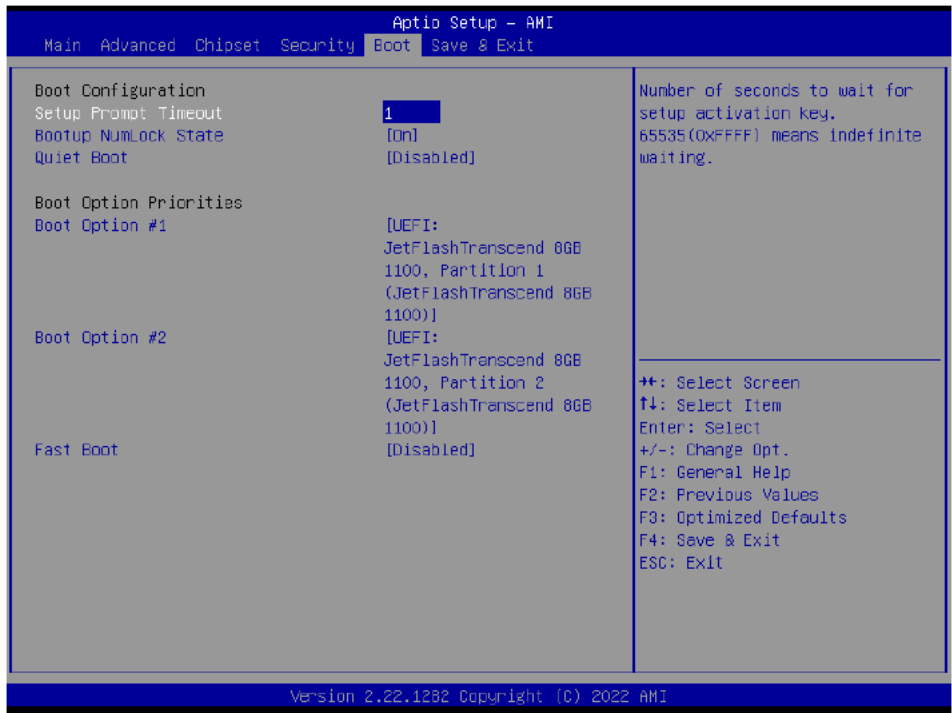 Aptio Setup – AMI
Main Advanced Chipset Security Boot Save & Exit
Boot Configuration
Setup Prompt Timeout 1
Bootup NumLock State [On]
Quiet Boot [Disabled]
Boot Option Priorities
Boot Option #1 [UEFI:
JetFlashTranscend 8GB
1100, Partition 1
(JetFlashTranscend 8GB
1100)]
Boot Option #2 [UEFI:
JetFlashTranscend 8GB
1100, Partition 2
(JetFlashTranscend 8GB
1100)]
Fast Boot [Disabled]
Number of seconds to wait for
setup activation key.
65535(0xFFFF) means indefinite
waiting.
→←: Select Screen
↑↓: Select Item
Enter: Select
+/-: Change Opt.
F1: General Help
F2: Previous Values
F3: Optimized Defaults
F4: Save & Exit
ESC: Exit
Version 2.22.1282 Copyright (C) 2022 AMI